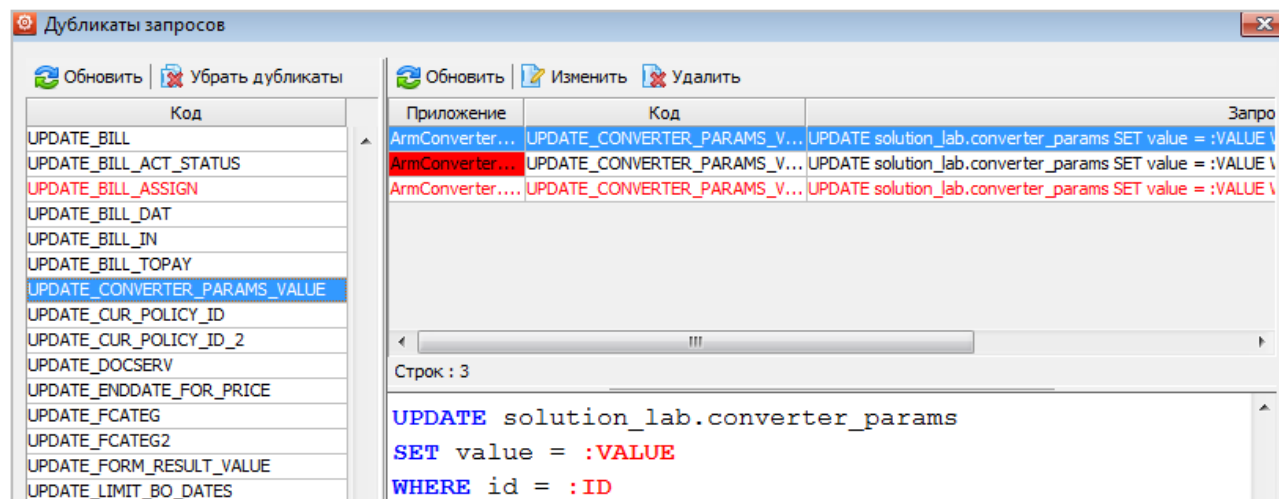 Дубликаты запросов
Обновить Убрать дубликаты
Код
UPDATE_BILL
UPDATE_BILL_ACT_STATUS
UPDATE_BILL_ASSIGN
UPDATE_BILL_DAT
UPDATE_BILL_IN
UPDATE_BILL_TOPAY
UPDATE_CONVERTER_PARAMS_VALUE
UPDATE_CUR_POLICY_ID
UPDATE_CUR_POLICY_ID_2
UPDATE_DOCSERV
UPDATE_ENDDATE_FOR_PRICE
UPDATE_FCATEG
UPDATE_FCATEG2
UPDATE_FORM_RESULT_VALUE
UPDATE_LIMIT_BO_DATES
Обновить Изменить Удалить
Приложение Код Запро
ArmConverter... UPDATE_CONVERTER_PARAMS_V... UPDATE solution_lab.converter_params SET value = :VALUE
ArmConverter... UPDATE_CONVERTER_PARAMS_V... UPDATE solution_lab.converter_params SET value = :VALUE
ArmConverter.... UPDATE_CONVERTER_PARAMS_V... UPDATE solution_lab.converter_params SET value = :VALUE
Строк : 3
UPDATE solution_lab.converter_params
SET value = :VALUE
WHERE id = :ID